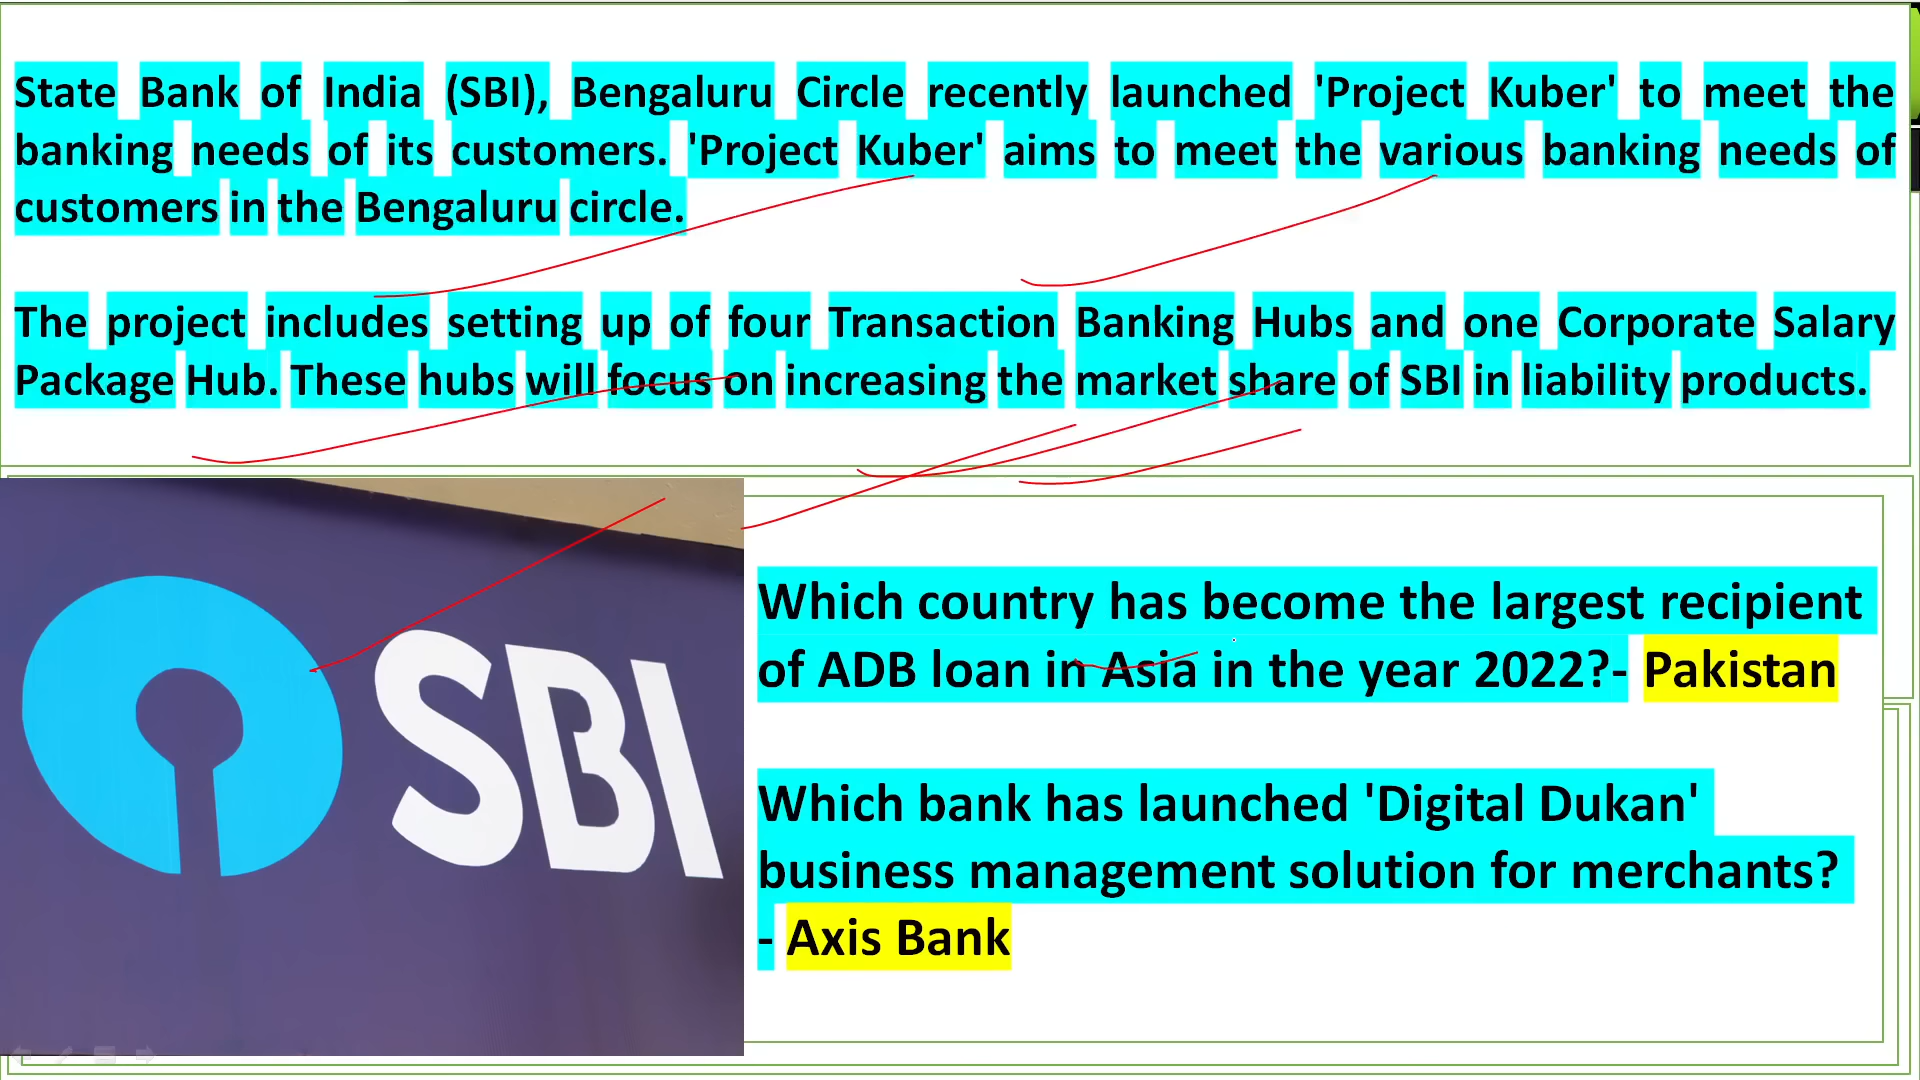 State Bank of India (SBI), Bengaluru Circle recently launched 'Project Kuber' to meet the
banking needs of its customers. 'Project Kuber' aims to meet the various banking needs of
customers in the Bengaluru circle.
The project includes setting up of four Transaction Banking Hubs and one Corporate Salary
Package Hub. These hubs will focus on increasing the market share of SBI in liability products.
SBI
Which country has become the largest recipient
of ADB loan in Asia in the year 2022?- Pakistan
Which bank has launched 'Digital Dukan'
business management solution for merchants?
- Axis Bank